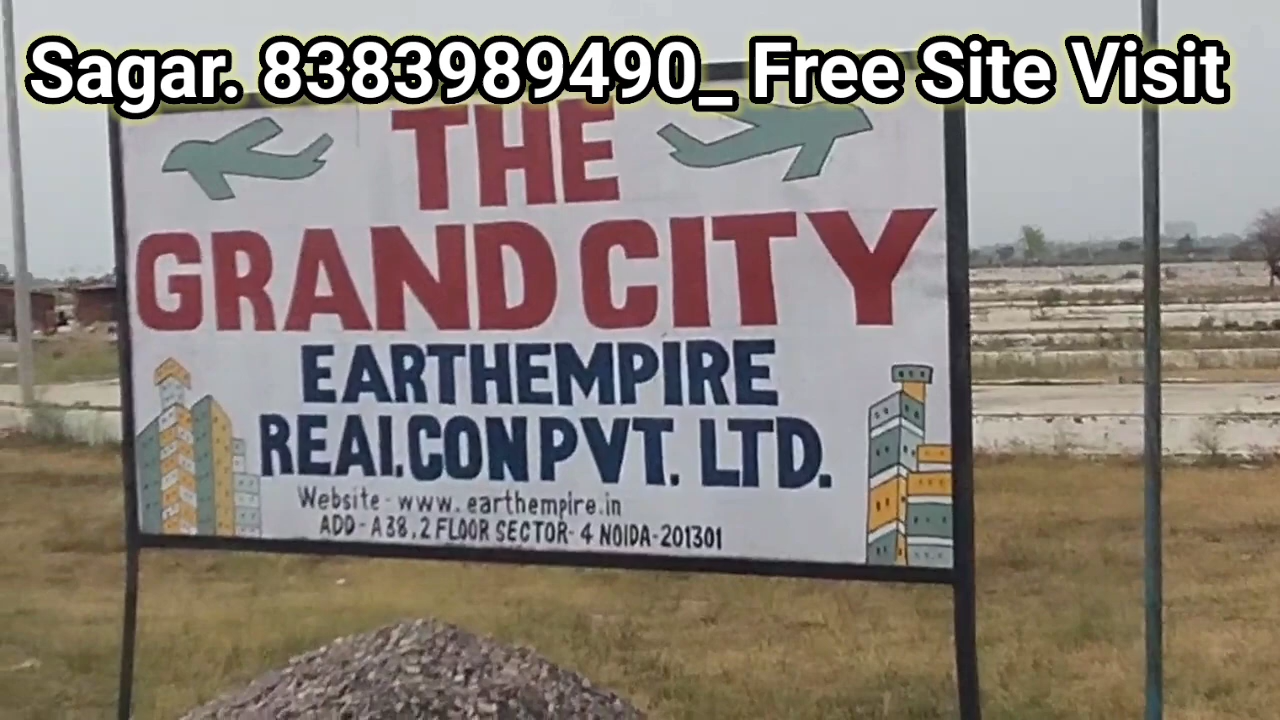 Sagar. 8383989490_ Free Site Visit
THE
GRAND CITY
EARTHEMPIRE
REAI.CON PVT. LTD.
Website - www. earthempire.in
ADD - A 38 . 2 FLOOR SECTOR - 4 NOIDA - 201301